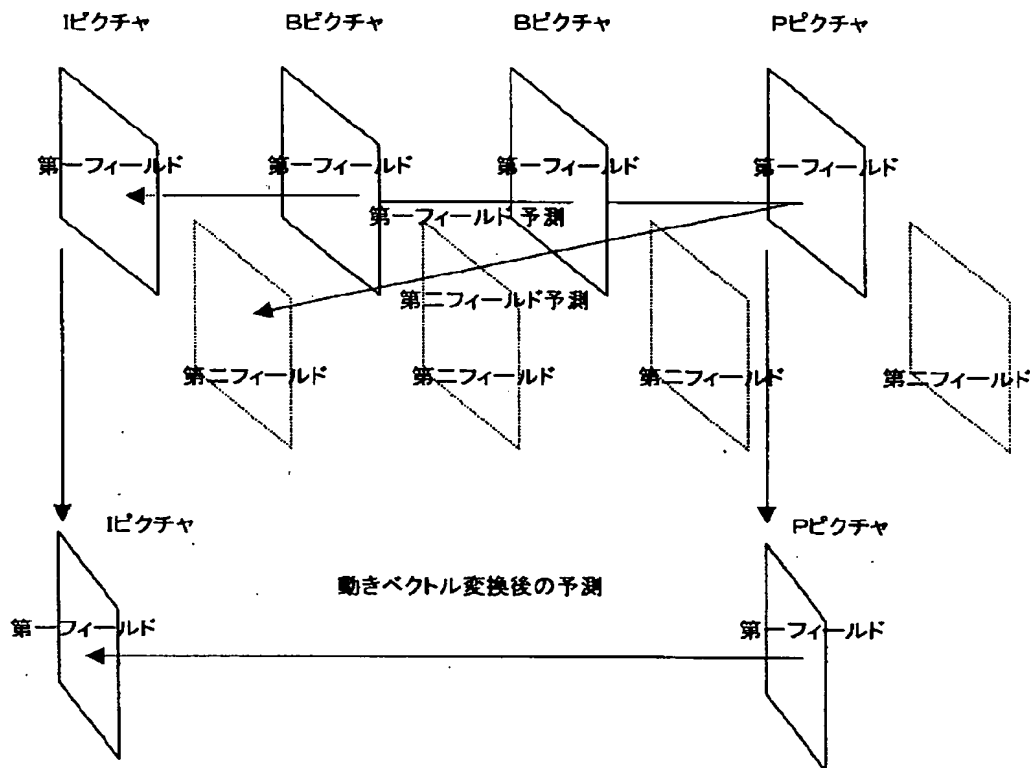 Iピクチャ
Bピクチャ
Bピクチャ
Pピクチャ
第一フィールド
第一フィールド
第一フィールド
第一フィールド
第一フィールド予測
第二フィールド予測
第二フィールド
第二フィールド
第二フィールド
第二フィールド
Iピクチャ
Pピクチャ
動きベクトル変換後の予測
第一フィールド
第一フィールド